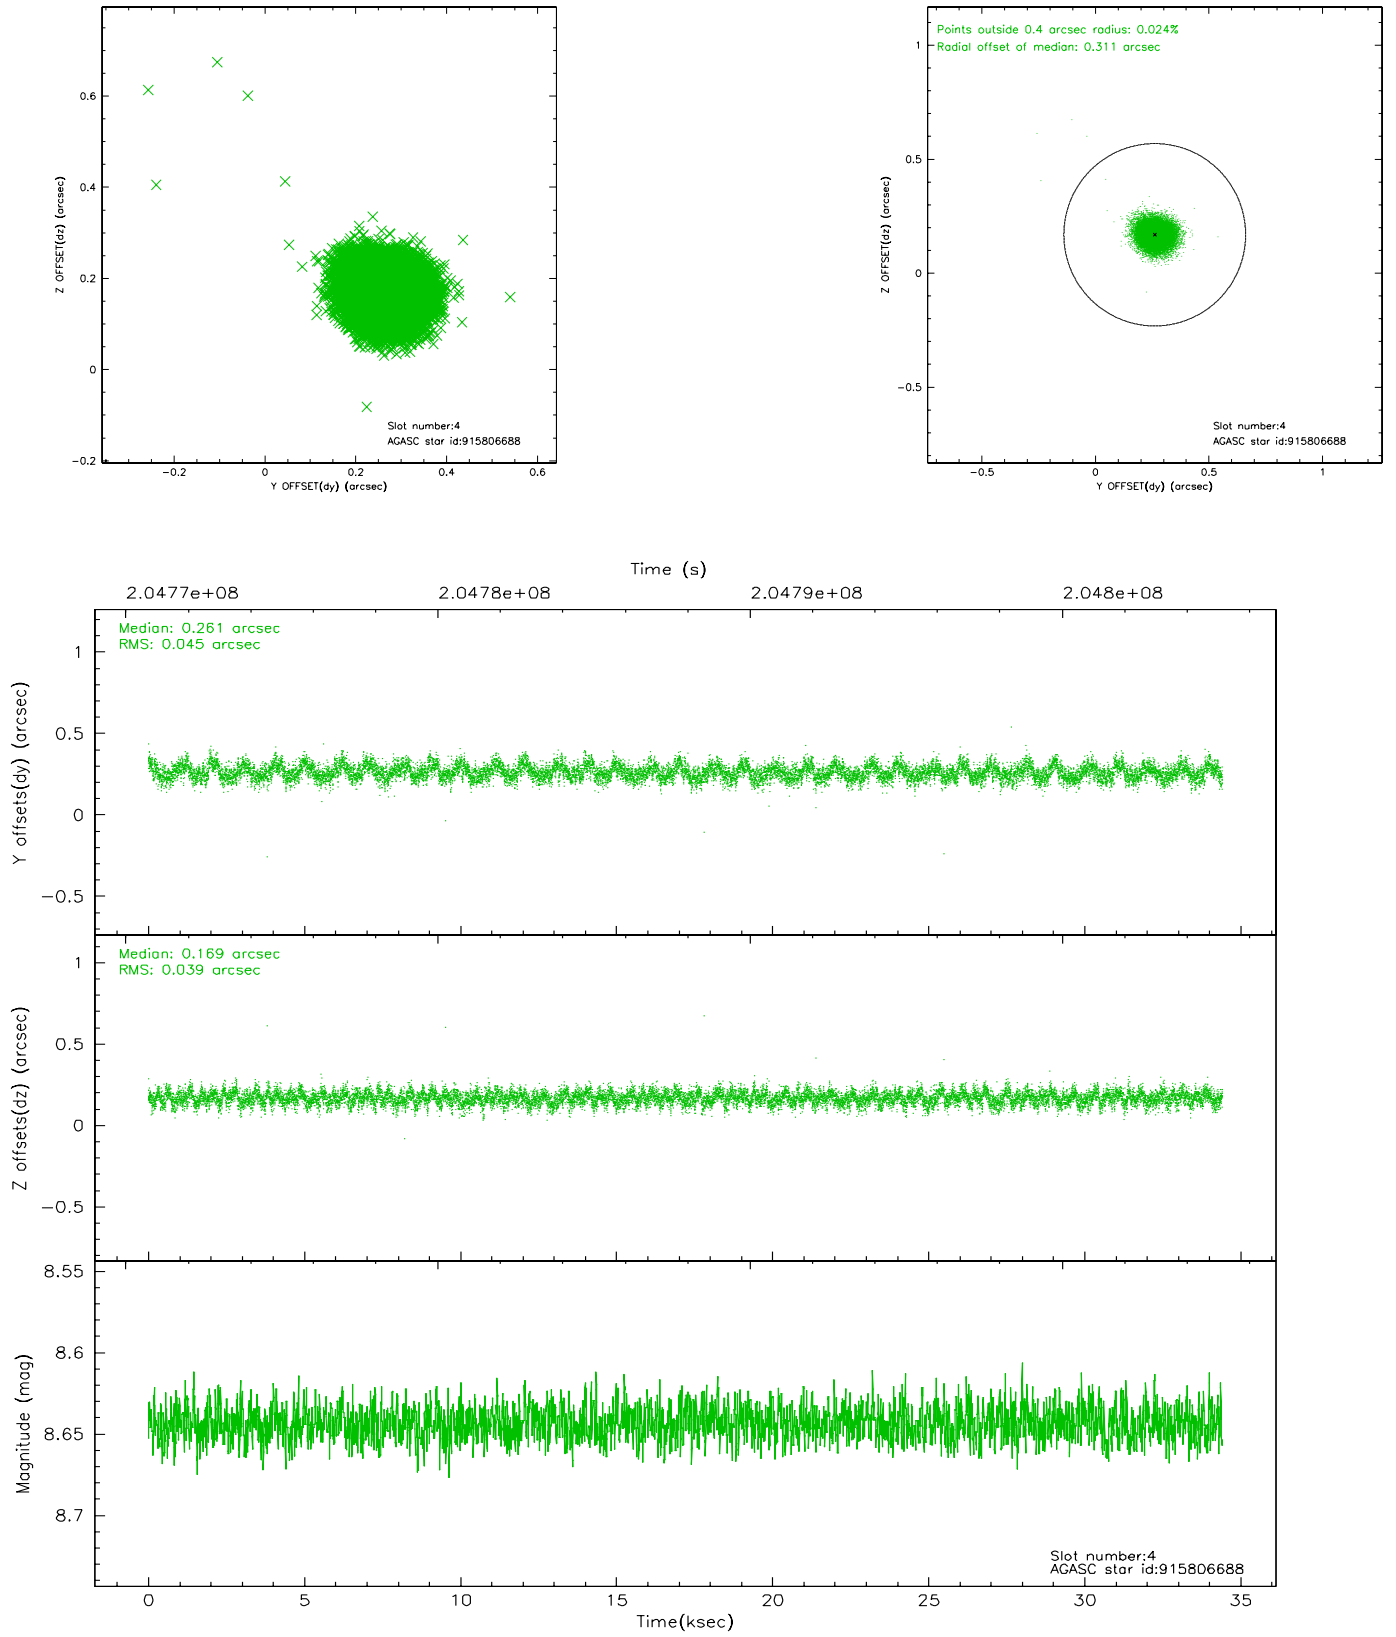 0.6
0.4
0.2
0
−0.2
Z OFFSET(dz) (arcsec)
Slot number:4
AGASC star id:915806688
−0.2
0
0.2
0.4
0.6
Y OFFSET(dy) (arcsec)
Points outside 0.4 arcsec radius: 0.024%
Radial offset of median: 0.311 arcsec
1
0.5
0
−0.5
Z OFFSET(dz) (arcsec)
Slot number:4
AGASC star id:915806688
−0.5
0
0.5
1
Y OFFSET(dy) (arcsec)
Time (s)
2.0477e+08
2.0478e+08
2.0479e+08
2.048e+08
Median: 0.261 arcsec
RMS: 0.045 arcsec
1
0.5
0
−0.5
Y offsets(dy) (arcsec)
Median: 0.169 arcsec
RMS: 0.039 arcsec
1
0.5
0
−0.5
Z offsets(dz) (arcsec)
8.55
8.6
8.65
8.7
Magnitude (mag)
Slot number:4
AGASC star id:915806688
0
5
10
15
20
25
30
35
Time(ksec)